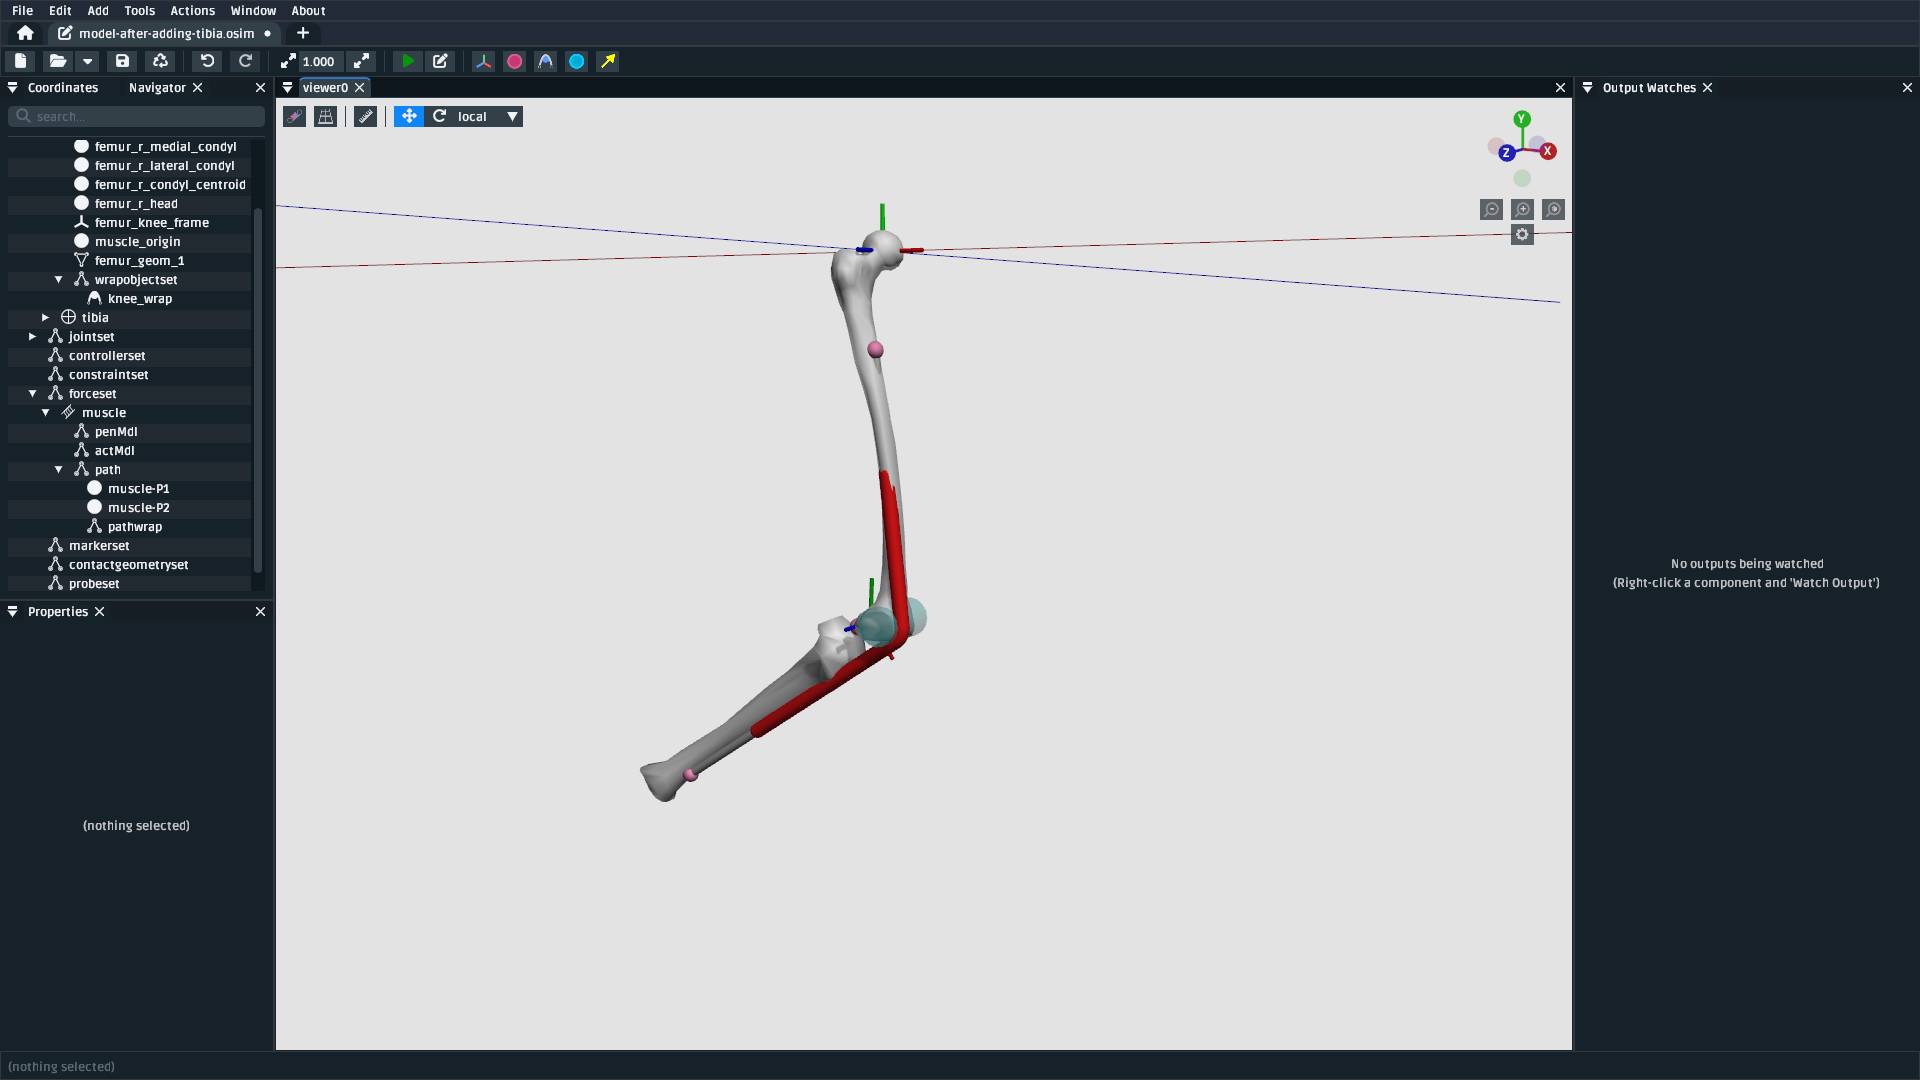 File Edit Add Tools Actions Window About
model-after-adding-tibia.osim
1.000
Coordinates Navigator
search...
femur_r_medial_condyl
femur_r_lateral_condyl
femur_r_condyl_centroid
femur_r_head
femur_knee_frame
muscle_origin
femur_geom_1
wrapobjectset
knee_wrap
tibia
jointset
controllerset
constraintset
forceset
muscle
penMdl
actMdl
path
muscle-P1
muscle-P2
pathwrap
markerset
contactgeometryset
probeset
Properties
(nothing selected)
(nothing selected)
viewer0
local
Y
Z
X
Output Watches
No outputs being watched
(Right-click a component and 'Watch Output')